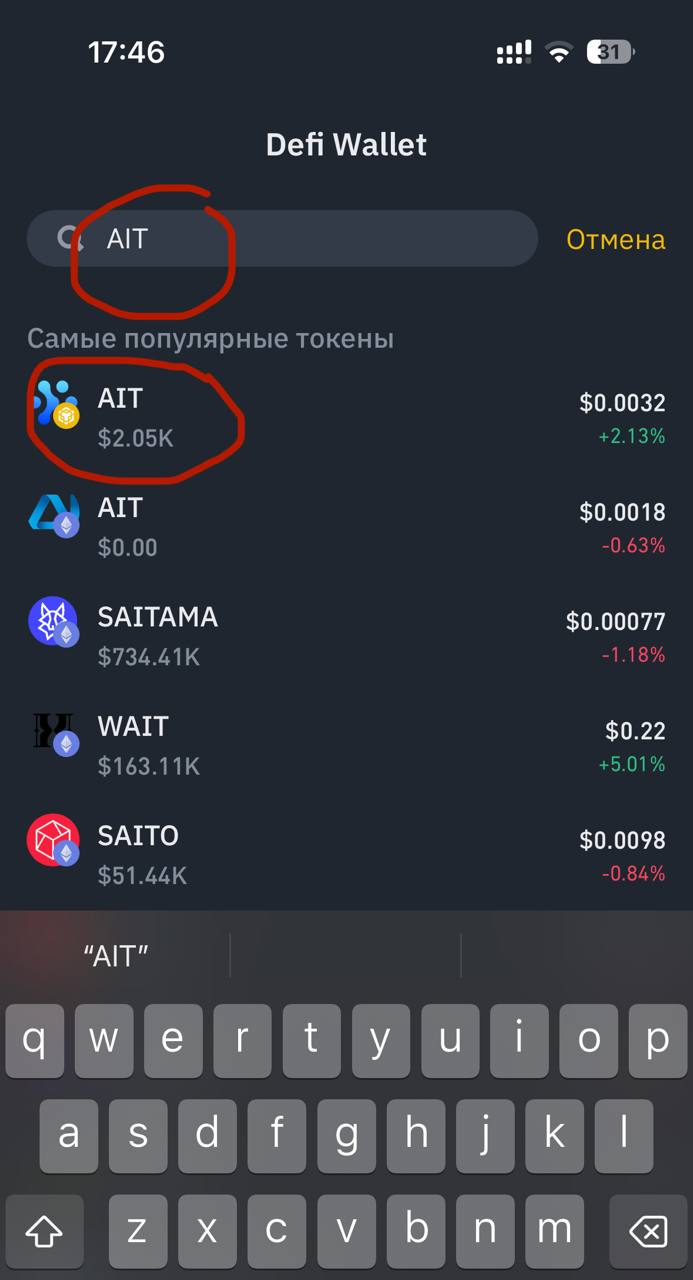 17:46
31
Defi Wallet
AIT
Отмена
Самые популярные токены
AIT
$0.0032
$2.05K
+2.13%
AIT
$0.0018
$0.00
-0.63%
SAITAMA
$0.00077
$734.41K
-1.18%
WAIT
$0.22
$163.11K
+5.01%
SAITO
$0.0098
$51.44K
-0.84%
“AIT”
q w e r t y u i o p
a s d f g h j k l
z x c v b n m